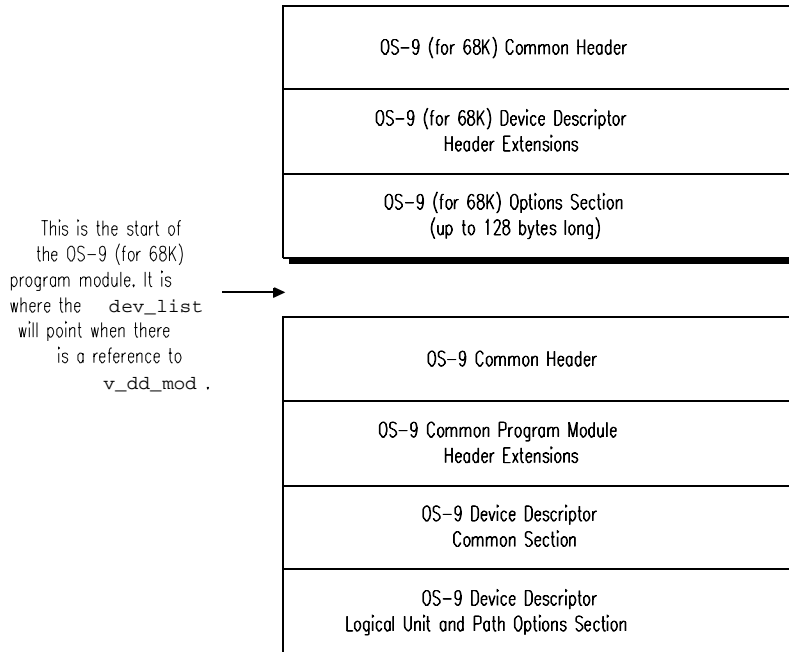 OS-9 (for 68K) Common Header
OS-9 (for 68K) Device Descriptor
Header Extensions
OS-9 (for 68K) Options Section
(up to 128 bytes long)
This is the start of
the OS-9 (for 68K)
program module. It is
where the dev_list
will point when there
is a reference to
v_dd_mod .
OS-9 Common Header
OS-9 Common Program Module
Header Extensions
OS-9 Device Descriptor
Common Section
OS-9 Device Descriptor
Logical Unit and Path Options Section